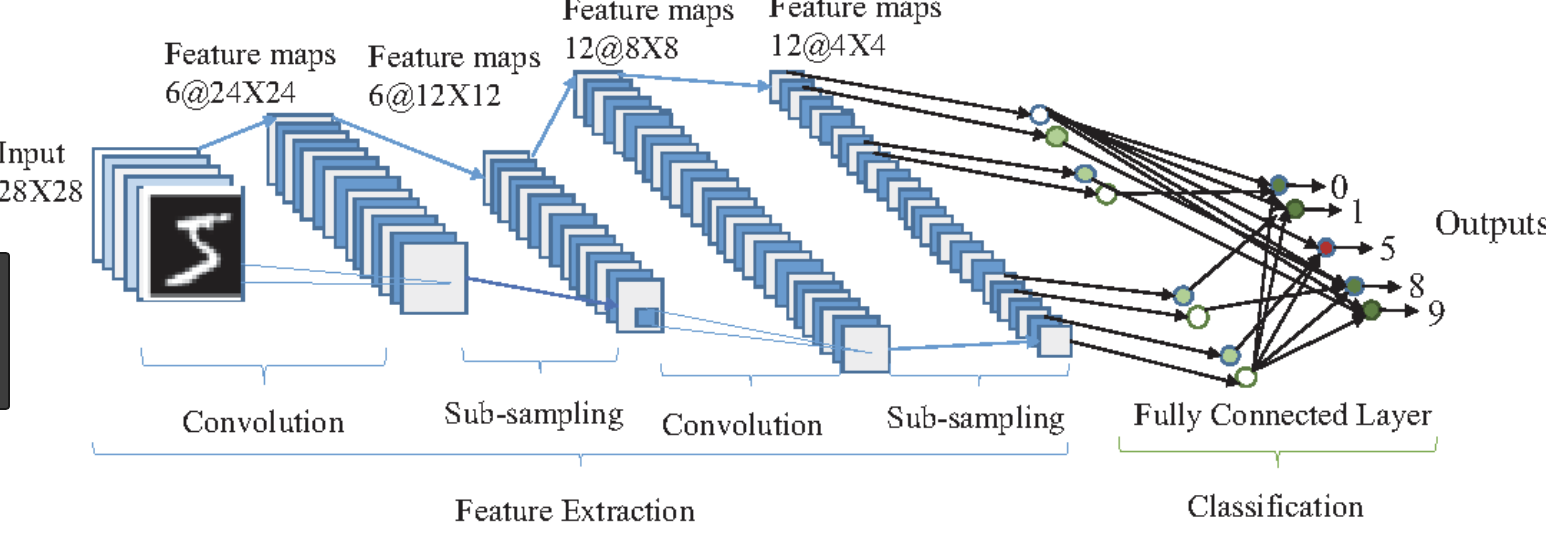 Feature maps
12@8X8
Feature maps
12@4X4
Feature maps
6@24X24
Feature maps
6@12X12
Input
28X28
0
1
5
8
9
Outputs
Convolution
Sub-sampling
Convolution
Sub-sampling
Fully Connected Layer
Feature Extraction
Classification